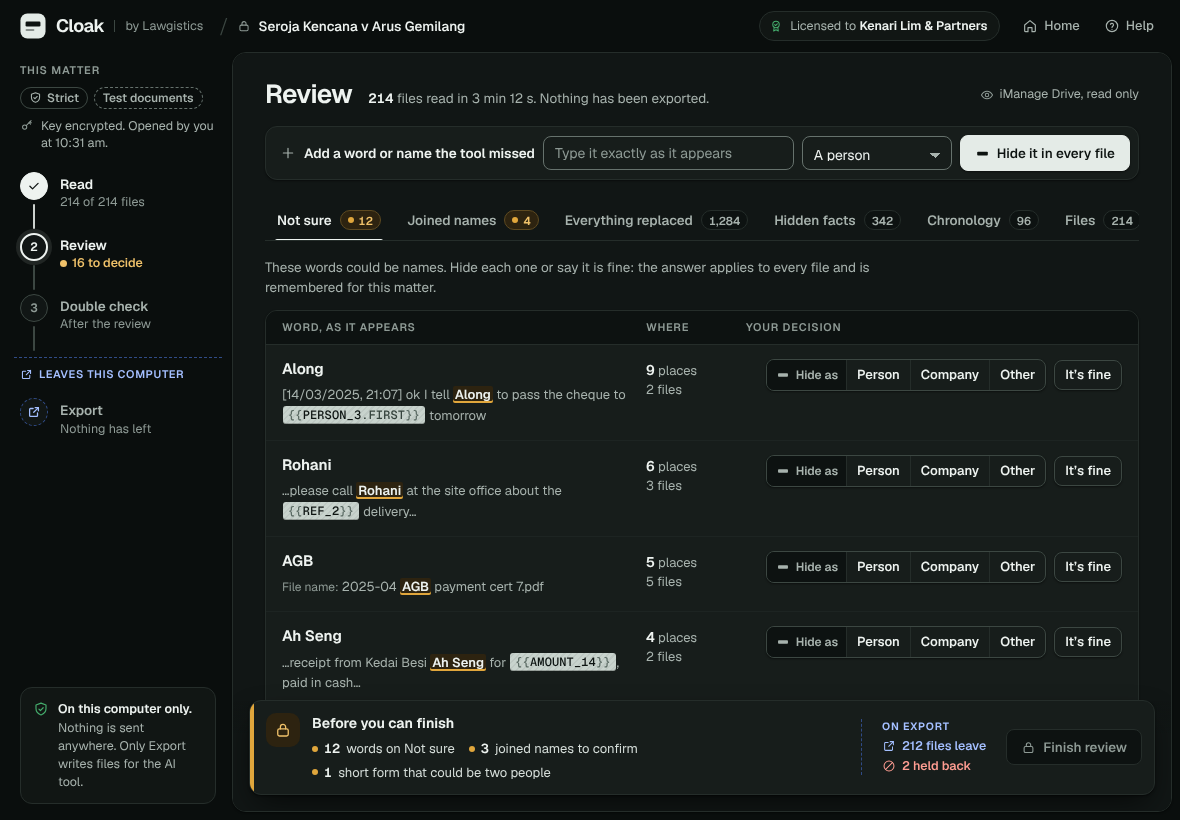 Cloak by Lawgistics / Seroja Kencana v Arus Gemilang
Licensed to Kenari Lim & Partners
Home
Help
THIS MATTER
Strict
Test documents
Key encrypted. Opened by you
at 10:31 am.
Read
214 of 214 files
2
Review
16 to decide
3
Double check
After the review
LEAVES THIS COMPUTER
Export
Nothing has left
On this computer only.
Nothing is sent
anywhere. Only Export
writes files for the AI
tool.
Review
214 files read in 3 min 12 s. Nothing has been exported.
iManage Drive, read only
Add a word or name the tool missed
Type it exactly as it appears
A person
Hide it in every file
Not sure 12
Joined names 4
Everything replaced 1,284
Hidden facts 342
Chronology 96
Files 214
These words could be names. Hide each one or say it is fine: the answer applies to every file and is
remembered for this matter.
WORD, AS IT APPEARS WHERE YOUR DECISION
Along
[14/03/2025, 21:07] ok I tell Along to pass the cheque to
{{PERSON_3.FIRST}} tomorrow
9 places
2 files
Hide as Person Company Other It's fine
Rohani
…please call Rohani at the site office about the
{{REF_2}} delivery…
6 places
3 files
Hide as Person Company Other It's fine
AGB
File name: 2025-04 AGB payment cert 7.pdf
5 places
5 files
Hide as Person Company Other It's fine
Ah Seng
…receipt from Kedai Besi Ah Seng for {{AMOUNT_14}},
paid in cash…
4 places
2 files
Hide as Person Company Other It's fine
Before you can finish
12 words on Not sure 3 joined names to confirm
1 short form that could be two people
ON EXPORT
212 files leave
2 held back
Finish review